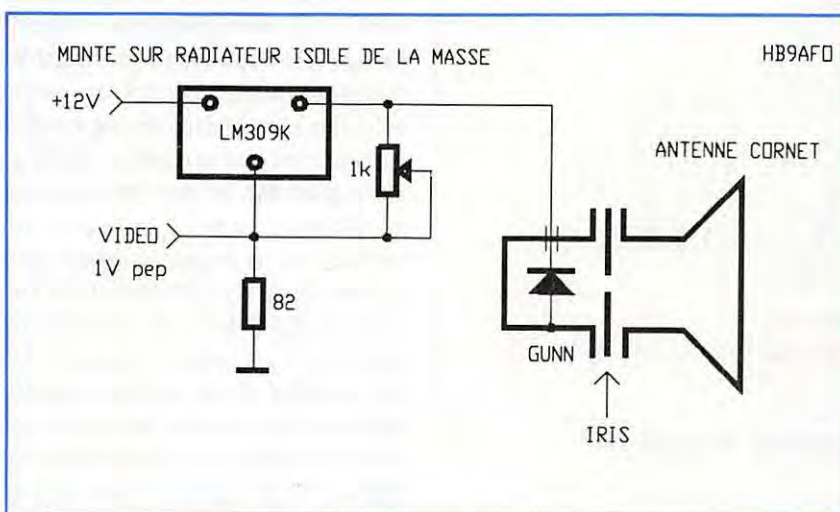 MONTE SUR RADIATEUR ISOLE DE LA MASSE
HB9AFO
+12V
LM309K
1k
ANTENNE CORNET
VIDEO
1V pep
82
GUNN
IRIS